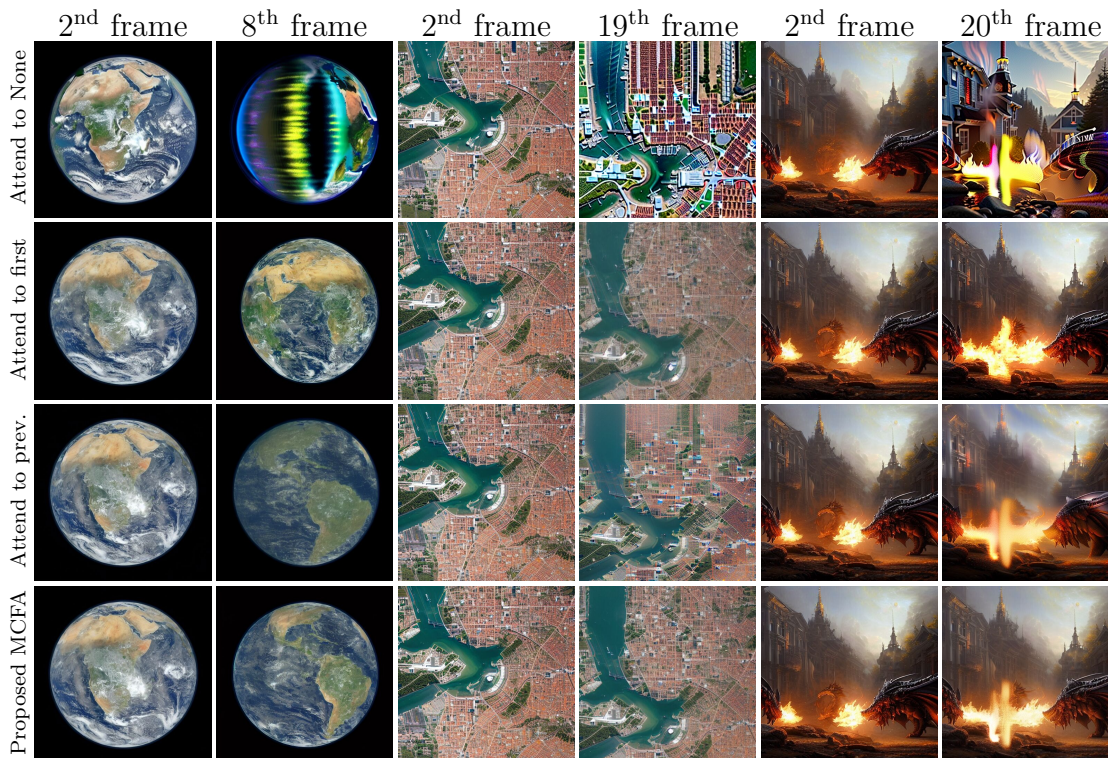 2nd frame 8th frame 2nd frame 19th frame 2nd frame 20th frame
Attend to None
Attend to first
Attend to prev.
Proposed MCFA